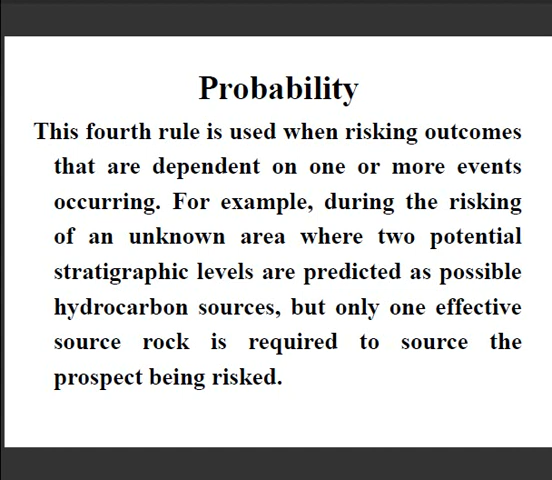 Probability
This fourth rule is used when risking outcomes
that are dependent on one or more events
occurring. For example, during the risking
of an unknown area where two potential
stratigraphic levels are predicted as possible
hydrocarbon sources, but only one effective
source rock is required to source the
prospect being risked.